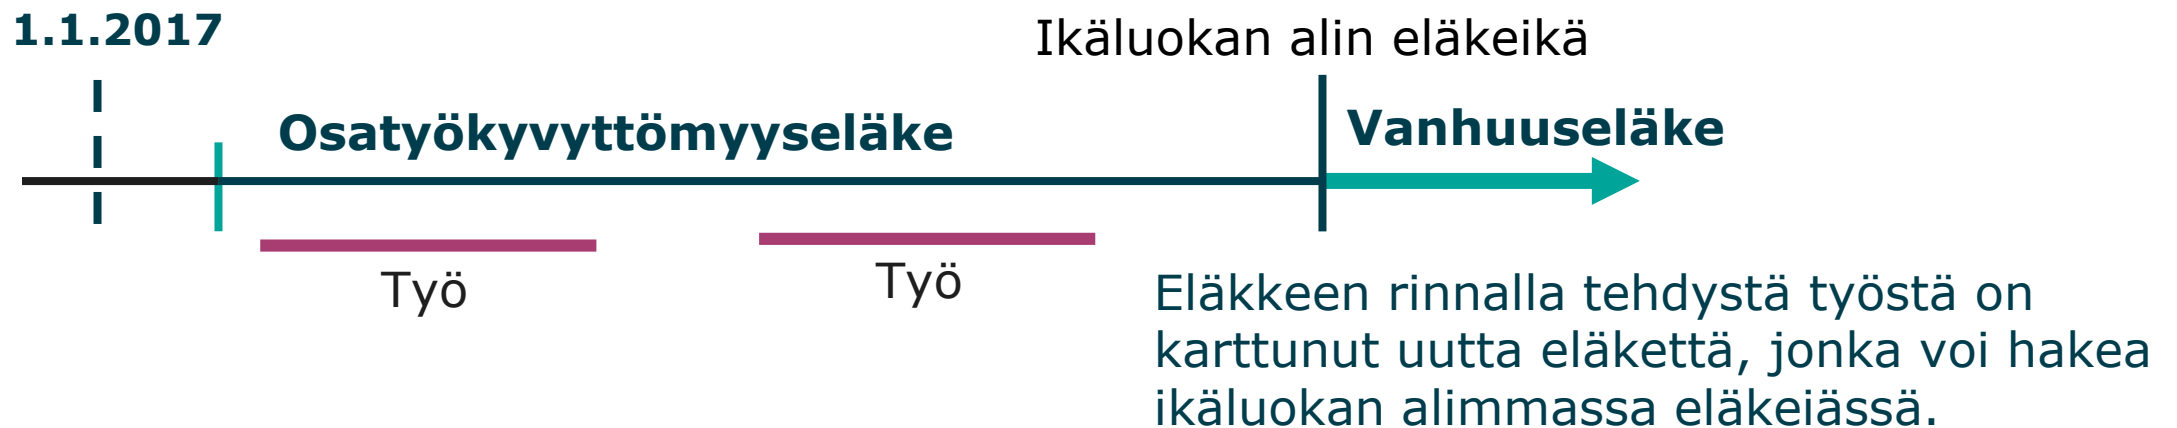 1.1.2017
Ikäluokan alin eläkeikä
Osatyökyvyttömyyseläke
Vanhuuseläke
Työ
Työ
Eläkkeen rinnalla tehdystä työstä on
karttunut uutta eläkettä, jonka voi hakea
ikäluokan alimmassa eläkeiässä.